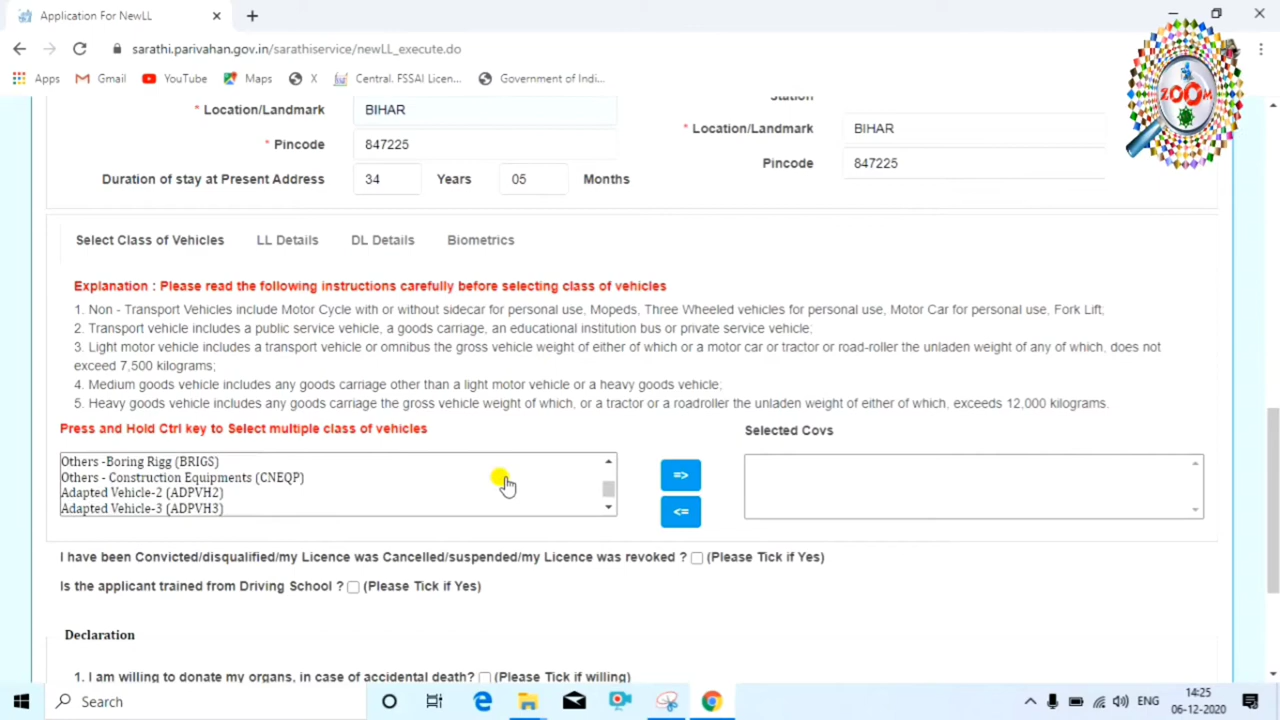 Application For NewLL
sarathi.parivahan.gov.in/sarathiservice/newLL_execute.do
Apps Gmail YouTube Maps X Central. FSSAI Licen... Government of Indi...
ZOOM
Station
* Location/Landmark BIHAR
* Location/Landmark BIHAR
* Pincode 847225
Pincode 847225
Duration of stay at Present Address 34 Years 05 Months
Select Class of Vehicles LL Details DL Details Biometrics
Explanation : Please read the following instructions carefully before selecting class of vehicles
1. Non - Transport Vehicles include Motor Cycle with or without sidecar for personal use, Mopeds, Three Wheeled vehicles for personal use, Motor Car for personal use, Fork Lift;
2. Transport vehicle includes a public service vehicle, a goods carriage, an educational institution bus or private service vehicle;
3. Light motor vehicle includes a transport vehicle or omnibus the gross vehicle weight of either of which or a motor car or tractor or road-roller the unladen weight of any of which, does not
exceed 7,500 kilograms;
4. Medium goods vehicle includes any goods carriage other than a light motor vehicle or a heavy goods vehicle;
5. Heavy goods vehicle includes any goods carriage the gross vehicle weight of which, or a tractor or a roadroller the unladen weight of either of which, exceeds 12,000 kilograms.
Press and Hold Ctrl key to Select multiple class of vehicles
Selected Covs
Others -Boring Rigg (BRIGS)
Others - Construction Equipments (CNEQP)
Adapted Vehicle-2 (ADPVH2)
Adapted Vehicle-3 (ADPVH3)
=>
<=
I have been Convicted/disqualified/my Licence was Cancelled/suspended/my Licence was revoked ? (Please Tick if Yes)
Is the applicant trained from Driving School ? (Please Tick if Yes)
Declaration
1. I am willing to donate my organs, in case of accidental death? (Please Tick if willing)
Search
ENG
14:25
06-12-2020